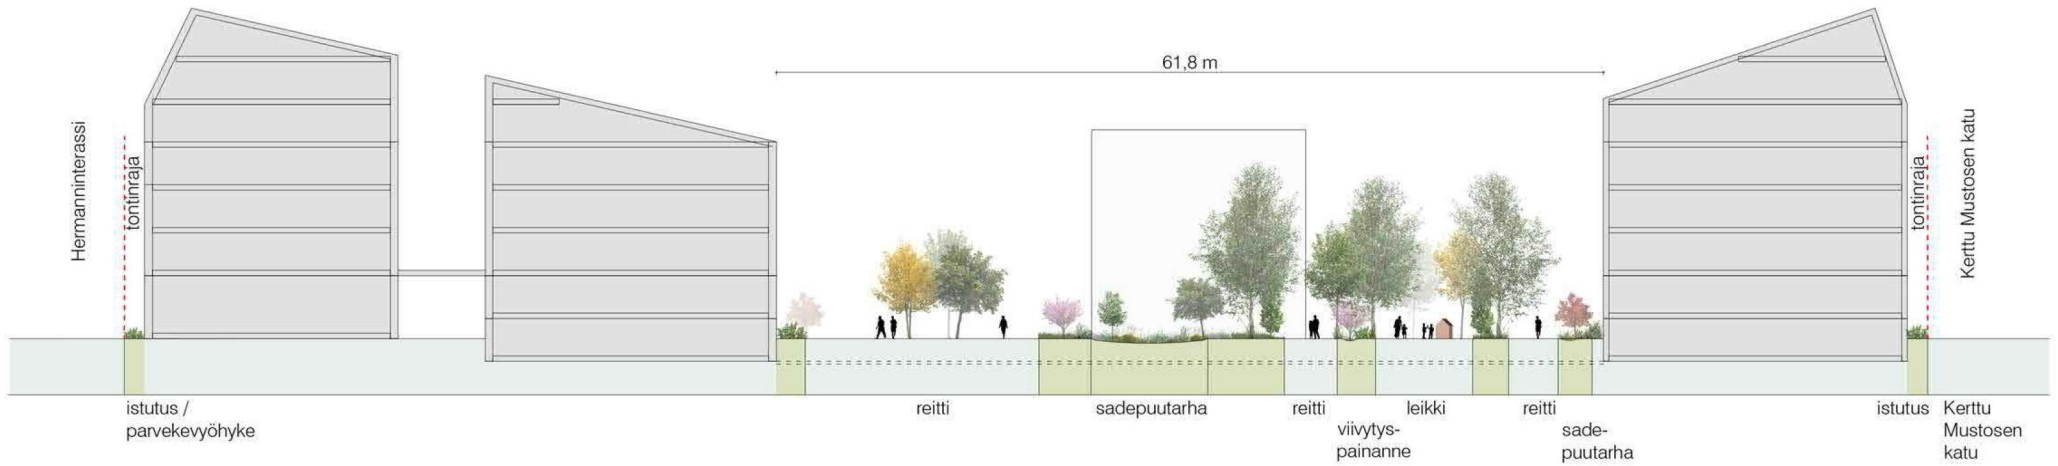 61,8 m
Hermanninterassi
tontinraja
tontinraja
Kerttu Mustosen katu
istutus /
parvekevyöhyke
reitti
sadepuutarha
reitti
viivytys-
painanne
leikki
reitti
sade-
puutarha
istutus
Kerttu
Mustosen
katu